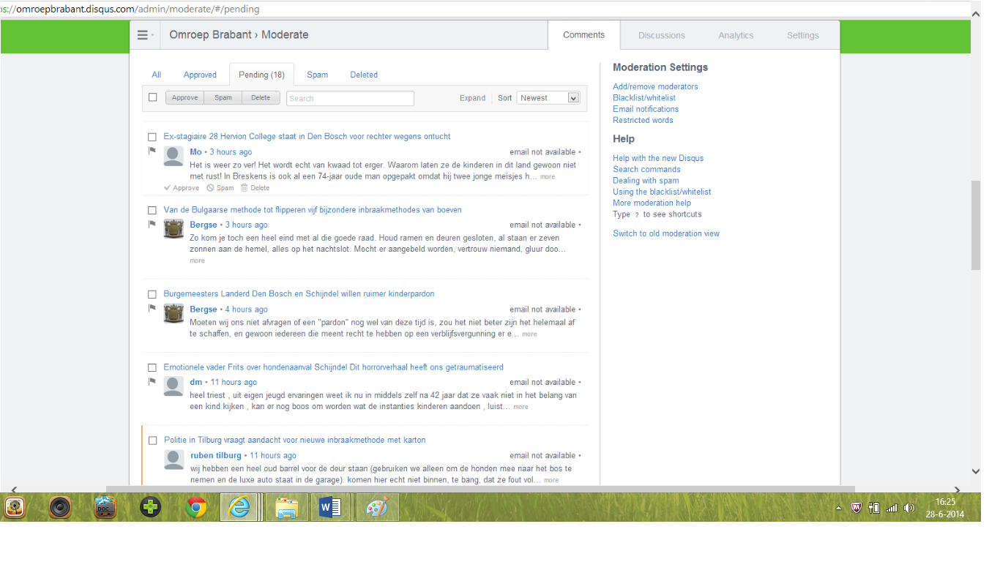 os://omroepbrabant.disqus.com/admin/moderate/#/pending
Omroep Brabant › Moderate
Comments Discussions Analytics Settings
All Approved Pending (18) Spam Deleted
Approve Spam Delete Search Expand Sort Newest
Ex-stagiaire 28 Hervion College staat in Den Bosch voor rechter wegens ontucht
Mo • 3 hours ago email not available •
Het is weer zo ver! Het wordt echt van kwaad tot erger. Waarom laten ze de kinderen in dit land gewoon niet
met rust! In Breskens is ook al een 74-jaar oude man opgepakt omdat hij twee jonge meisjes h… more
Approve Spam Delete
Van de Bulgaarse methode tot flipperen vijf bijzondere inbraakmethodes van boeven
Bergse • 3 hours ago email not available •
Zo kom je toch een heel eind met al die goede raad. Houd ramen en deuren gesloten, al staan er zeven
zonnen aan de hemel, alles op het nachtslot. Mocht er aangebeld worden, vertrouw niemand, gluur doo…
more
Burgemeesters Landerd Den Bosch en Schijndel willen ruimer kinderpardon
Bergse • 4 hours ago email not available •
Moeten wij ons niet afvragen of een "pardon" nog wel van deze tijd is, zou het niet beter zijn het helemaal af
te schaffen, en gewoon iedereen die meent recht te hebben op een verblijfsvergunning er e… more
Emotionele vader Frits over hondenaanval Schijndel Dit horrorverhaal heeft ons getraumatiseerd
dm • 11 hours ago email not available •
heel triest , uit eigen jeugd ervaringen weet ik nu in middels zelf na 42 jaar dat ze vaak niet in het belang van
een kind kijken , kan er nog boos om worden wat de instanties kinderen aandoen , luist… more
Politie in Tilburg vraagt aandacht voor nieuwe inbraakmethode met karton
ruben tilburg • 11 hours ago email not available •
wij hebben een heel oud barrel voor de deur staan (gebruiken we alleen om de honden mee naar het bos te
nemen en de luxe auto staat in de garage). komen hier echt niet binnen, te bang, dat ze fout vol… more
Moderation Settings
Add/remove moderators
Blacklist/whitelist
Email notifications
Restricted words
Help
Help with the new Disqus
Search commands
Dealing with spam
Using the blacklist/whitelist
More moderation help
Type ? to see shortcuts
Switch to old moderation view
DOC
W
16:25
28-6-2014